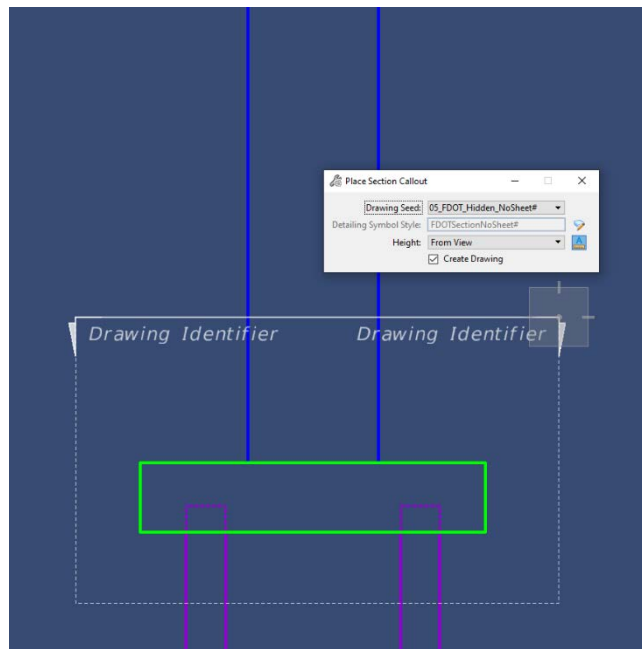 Place Section Callout
Drawing Seed: 05_FDOT_Hidden_NoSheet#
Detailing Symbol Style: FDOTSectionNoSheet#
Height: From View
Create Drawing
Drawing Identifier Drawing Identifier